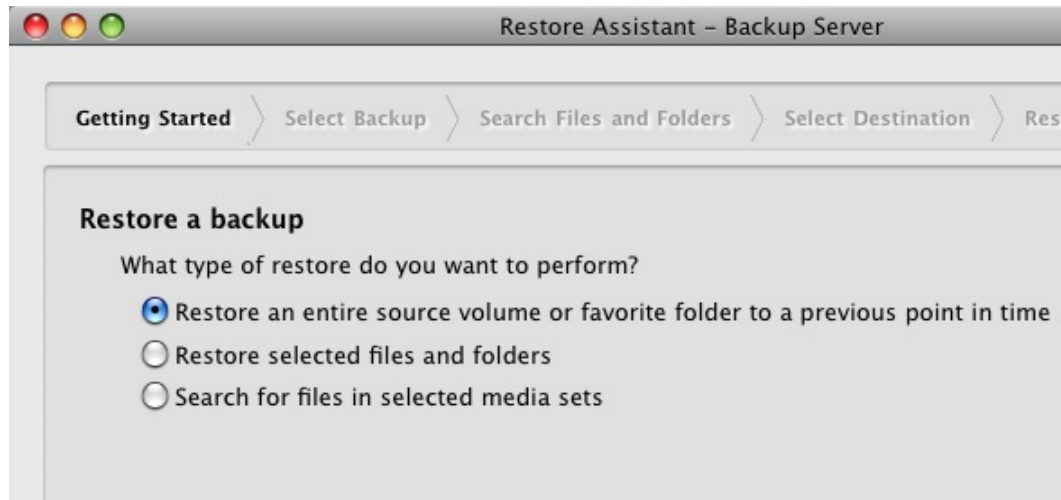 Restore Assistant – Backup Server
Getting Started Select Backup Search Files and Folders Select Destination Res
Restore a backup
What type of restore do you want to perform?
Restore an entire source volume or favorite folder to a previous point in time
Restore selected files and folders
Search for files in selected media sets